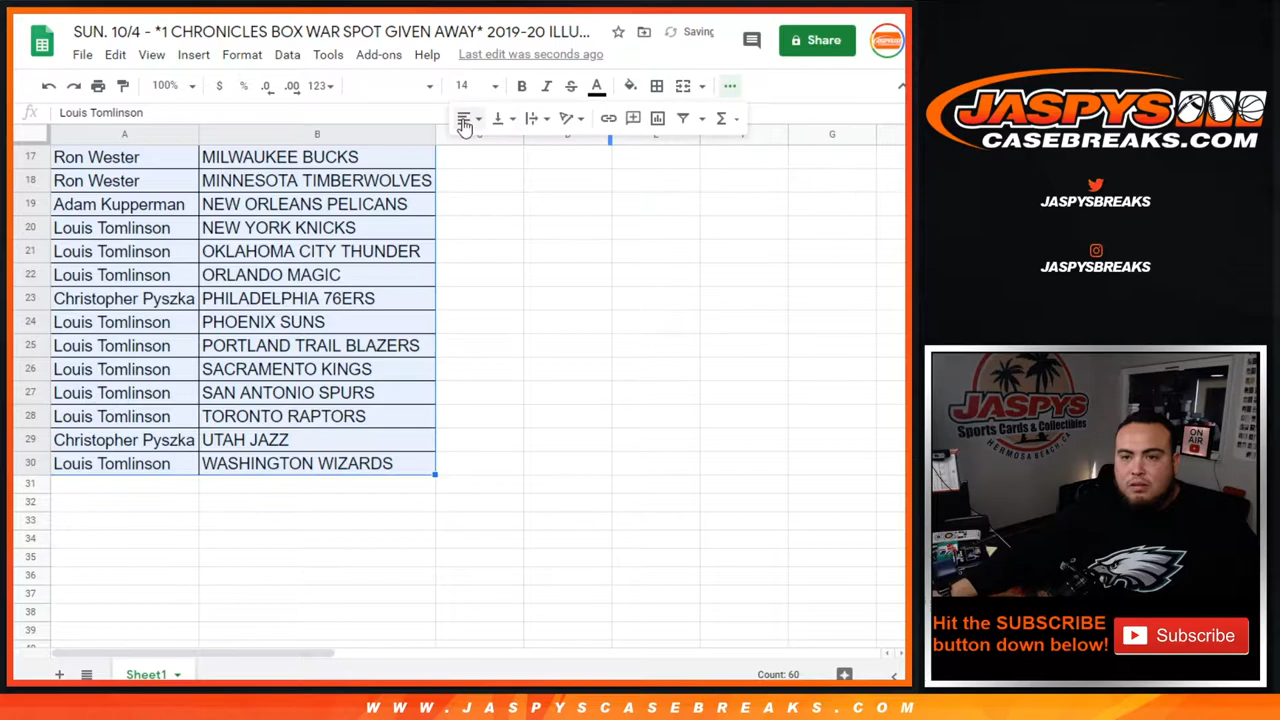 SUN. 10/4 - *1 CHRONICLES BOX WAR SPOT GIVEN AWAY* 2019-20 ILLU...
Saving
Share
File Edit View Insert Format Data Tools Add-ons Help Last edit was seconds ago
100% $ % .0 .00 123 14 B I S A
fx Louis Tomlinson
A B G
17 Ron Wester MILWAUKEE BUCKS
18 Ron Wester MINNESOTA TIMBERWOLVES
19 Adam Kupperman NEW ORLEANS PELICANS
20 Louis Tomlinson NEW YORK KNICKS
21 Louis Tomlinson OKLAHOMA CITY THUNDER
22 Louis Tomlinson ORLANDO MAGIC
23 Christopher Pyszka PHILADELPHIA 76ERS
24 Louis Tomlinson PHOENIX SUNS
25 Louis Tomlinson PORTLAND TRAIL BLAZERS
26 Louis Tomlinson SACRAMENTO KINGS
27 Louis Tomlinson SAN ANTONIO SPURS
28 Louis Tomlinson TORONTO RAPTORS
29 Christopher Pyszka UTAH JAZZ
30 Louis Tomlinson WASHINGTON WIZARDS
31
32
33
34
35
36
37
38
39
Sheet1
Count: 60
JASPYS
CASEBREAKS.COM
JASPYSBREAKS
JASPYSBREAKS
JASPYS
Sports Cards & Collectibles
HERMOSA BEACH, CA
ON AIR
Hit the SUBSCRIBE
button down below!
Subscribe
WWW.JASPYSCASEBREAKS.COM